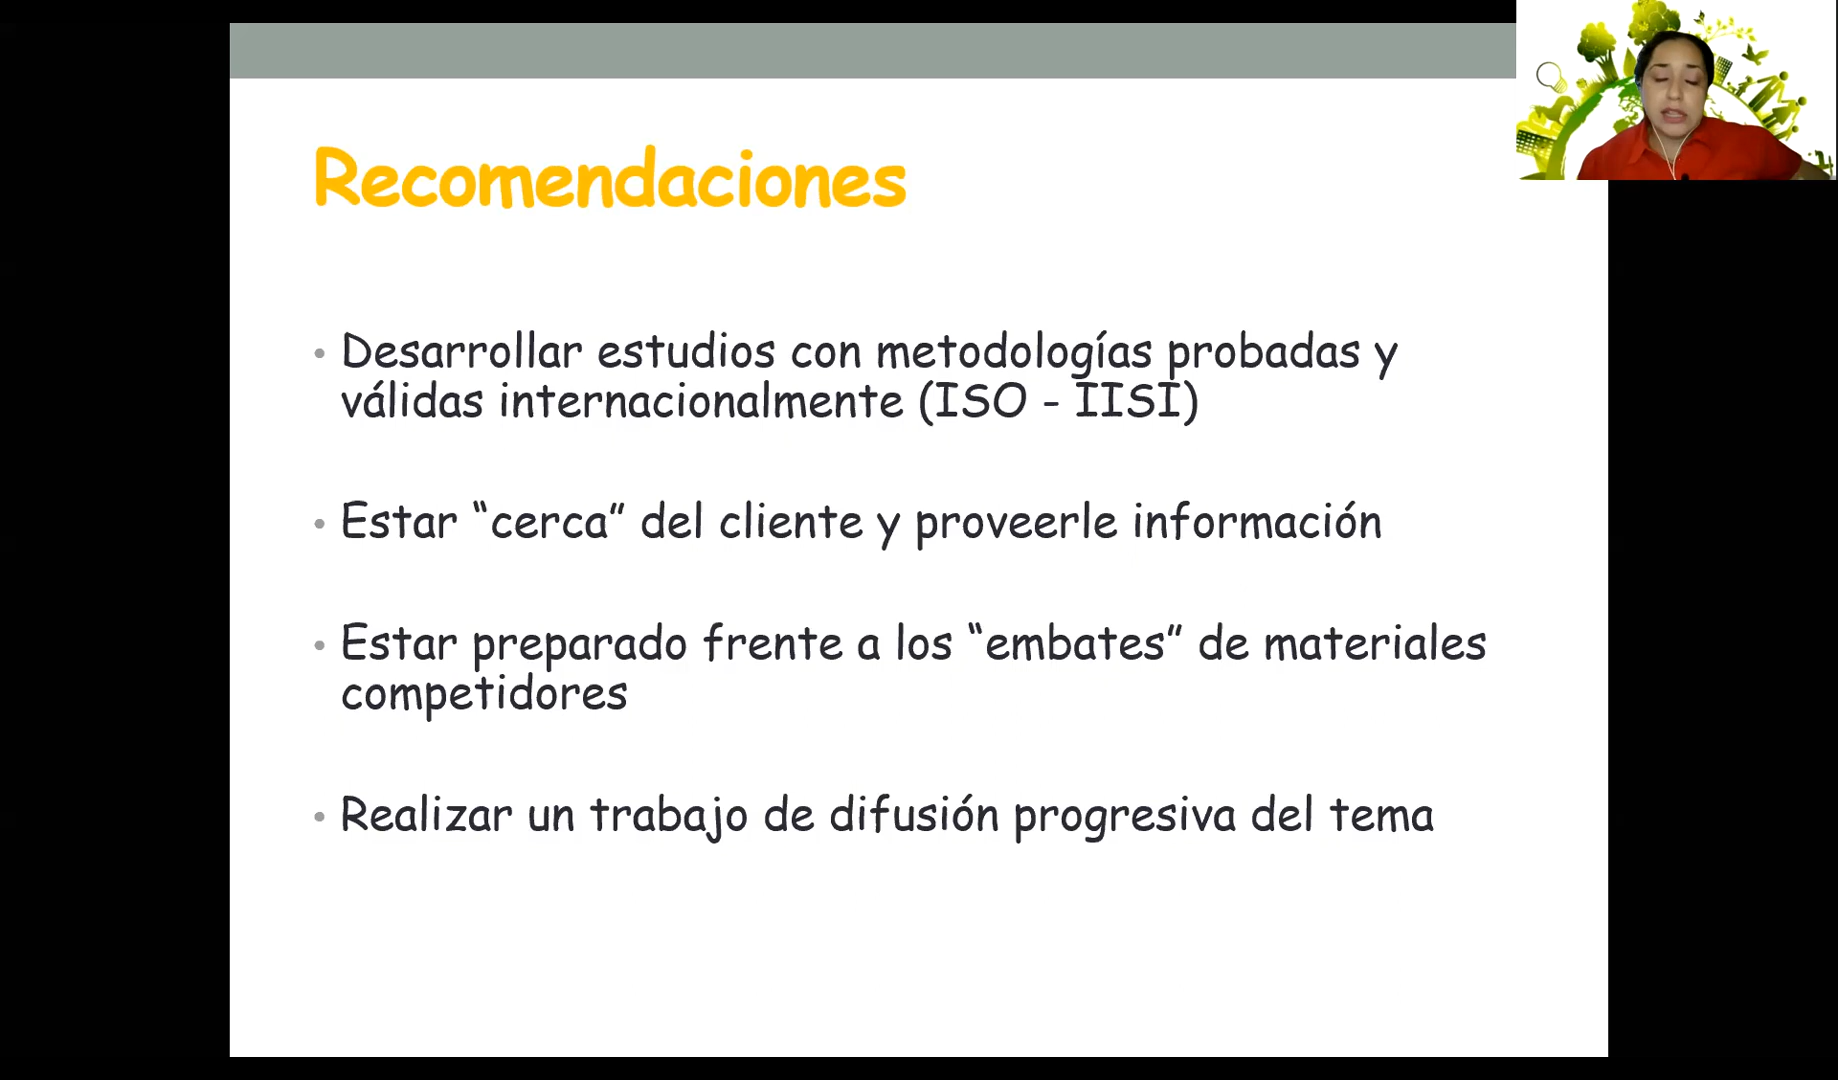 Recomendaciones
• Desarrollar estudios con metodologías probadas y
válidas internacionalmente (ISO - IISI)
• Estar “cerca” del cliente y proveerle información
• Estar preparado frente a los “embates” de materiales
competidores
• Realizar un trabajo de difusión progresiva del tema